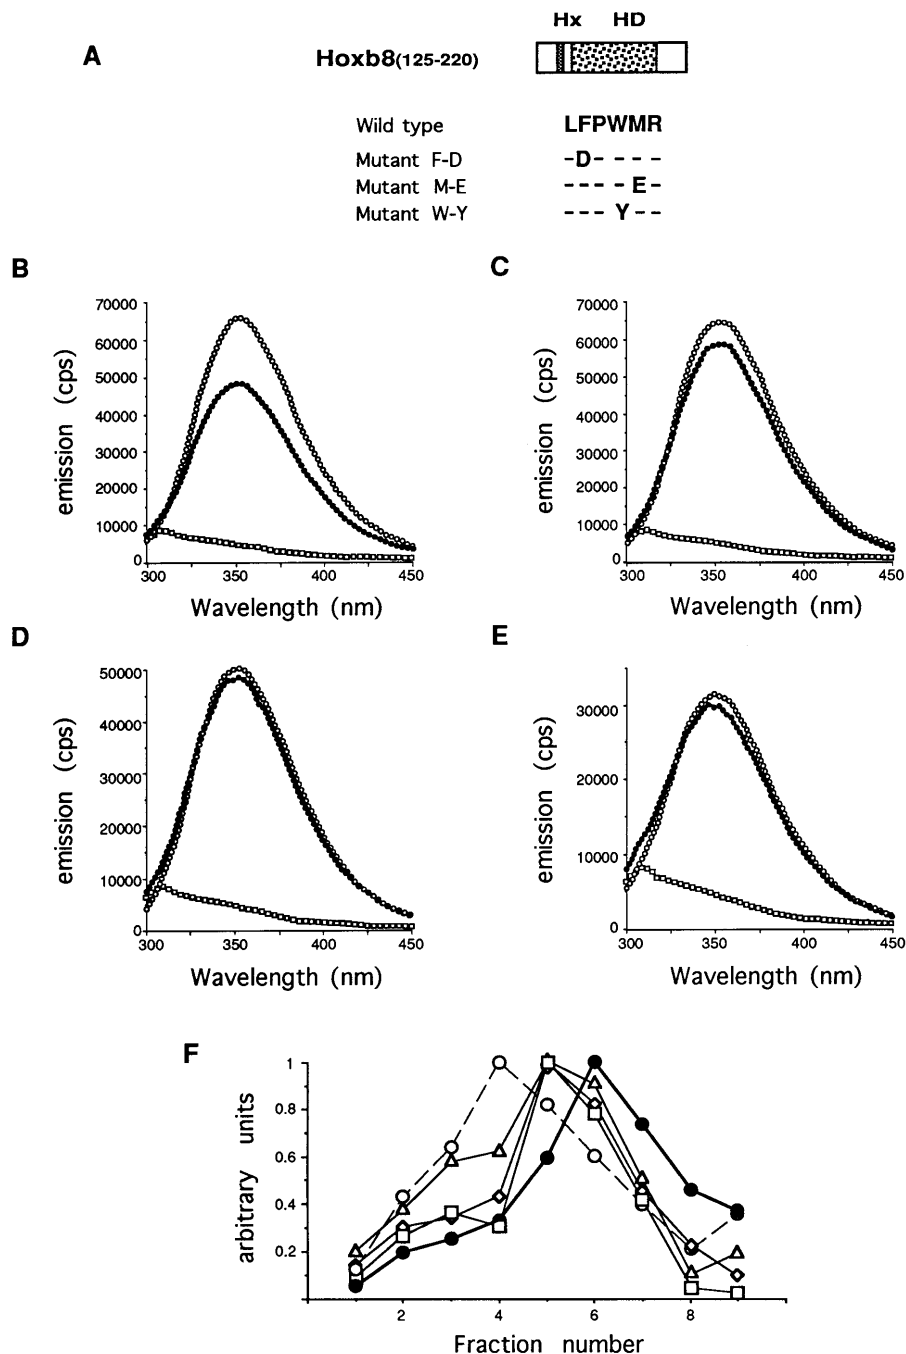 A
Hx HD
Hoxb8(125-220)
Wild type LFPWMR
Mutant F-D -D- - - -
Mutant M-E - - - - E -
Mutant W-Y - - - Y - -
B
70000
60000
50000
40000
30000
20000
10000
0
emission (cps)
300 350 400 450
Wavelength (nm)
C
70000
60000
50000
40000
30000
20000
10000
0
emission (cps)
300 350 400 450
Wavelength (nm)
D
50000
40000
30000
20000
10000
0
emission (cps)
300 350 400 450
Wavelength (nm)
E
30000
20000
10000
0
emission (cps)
300 350 400 450
Wavelength (nm)
F
1
0.8
0.6
0.4
0.2
arbitrary units
2 4 6 8
Fraction number